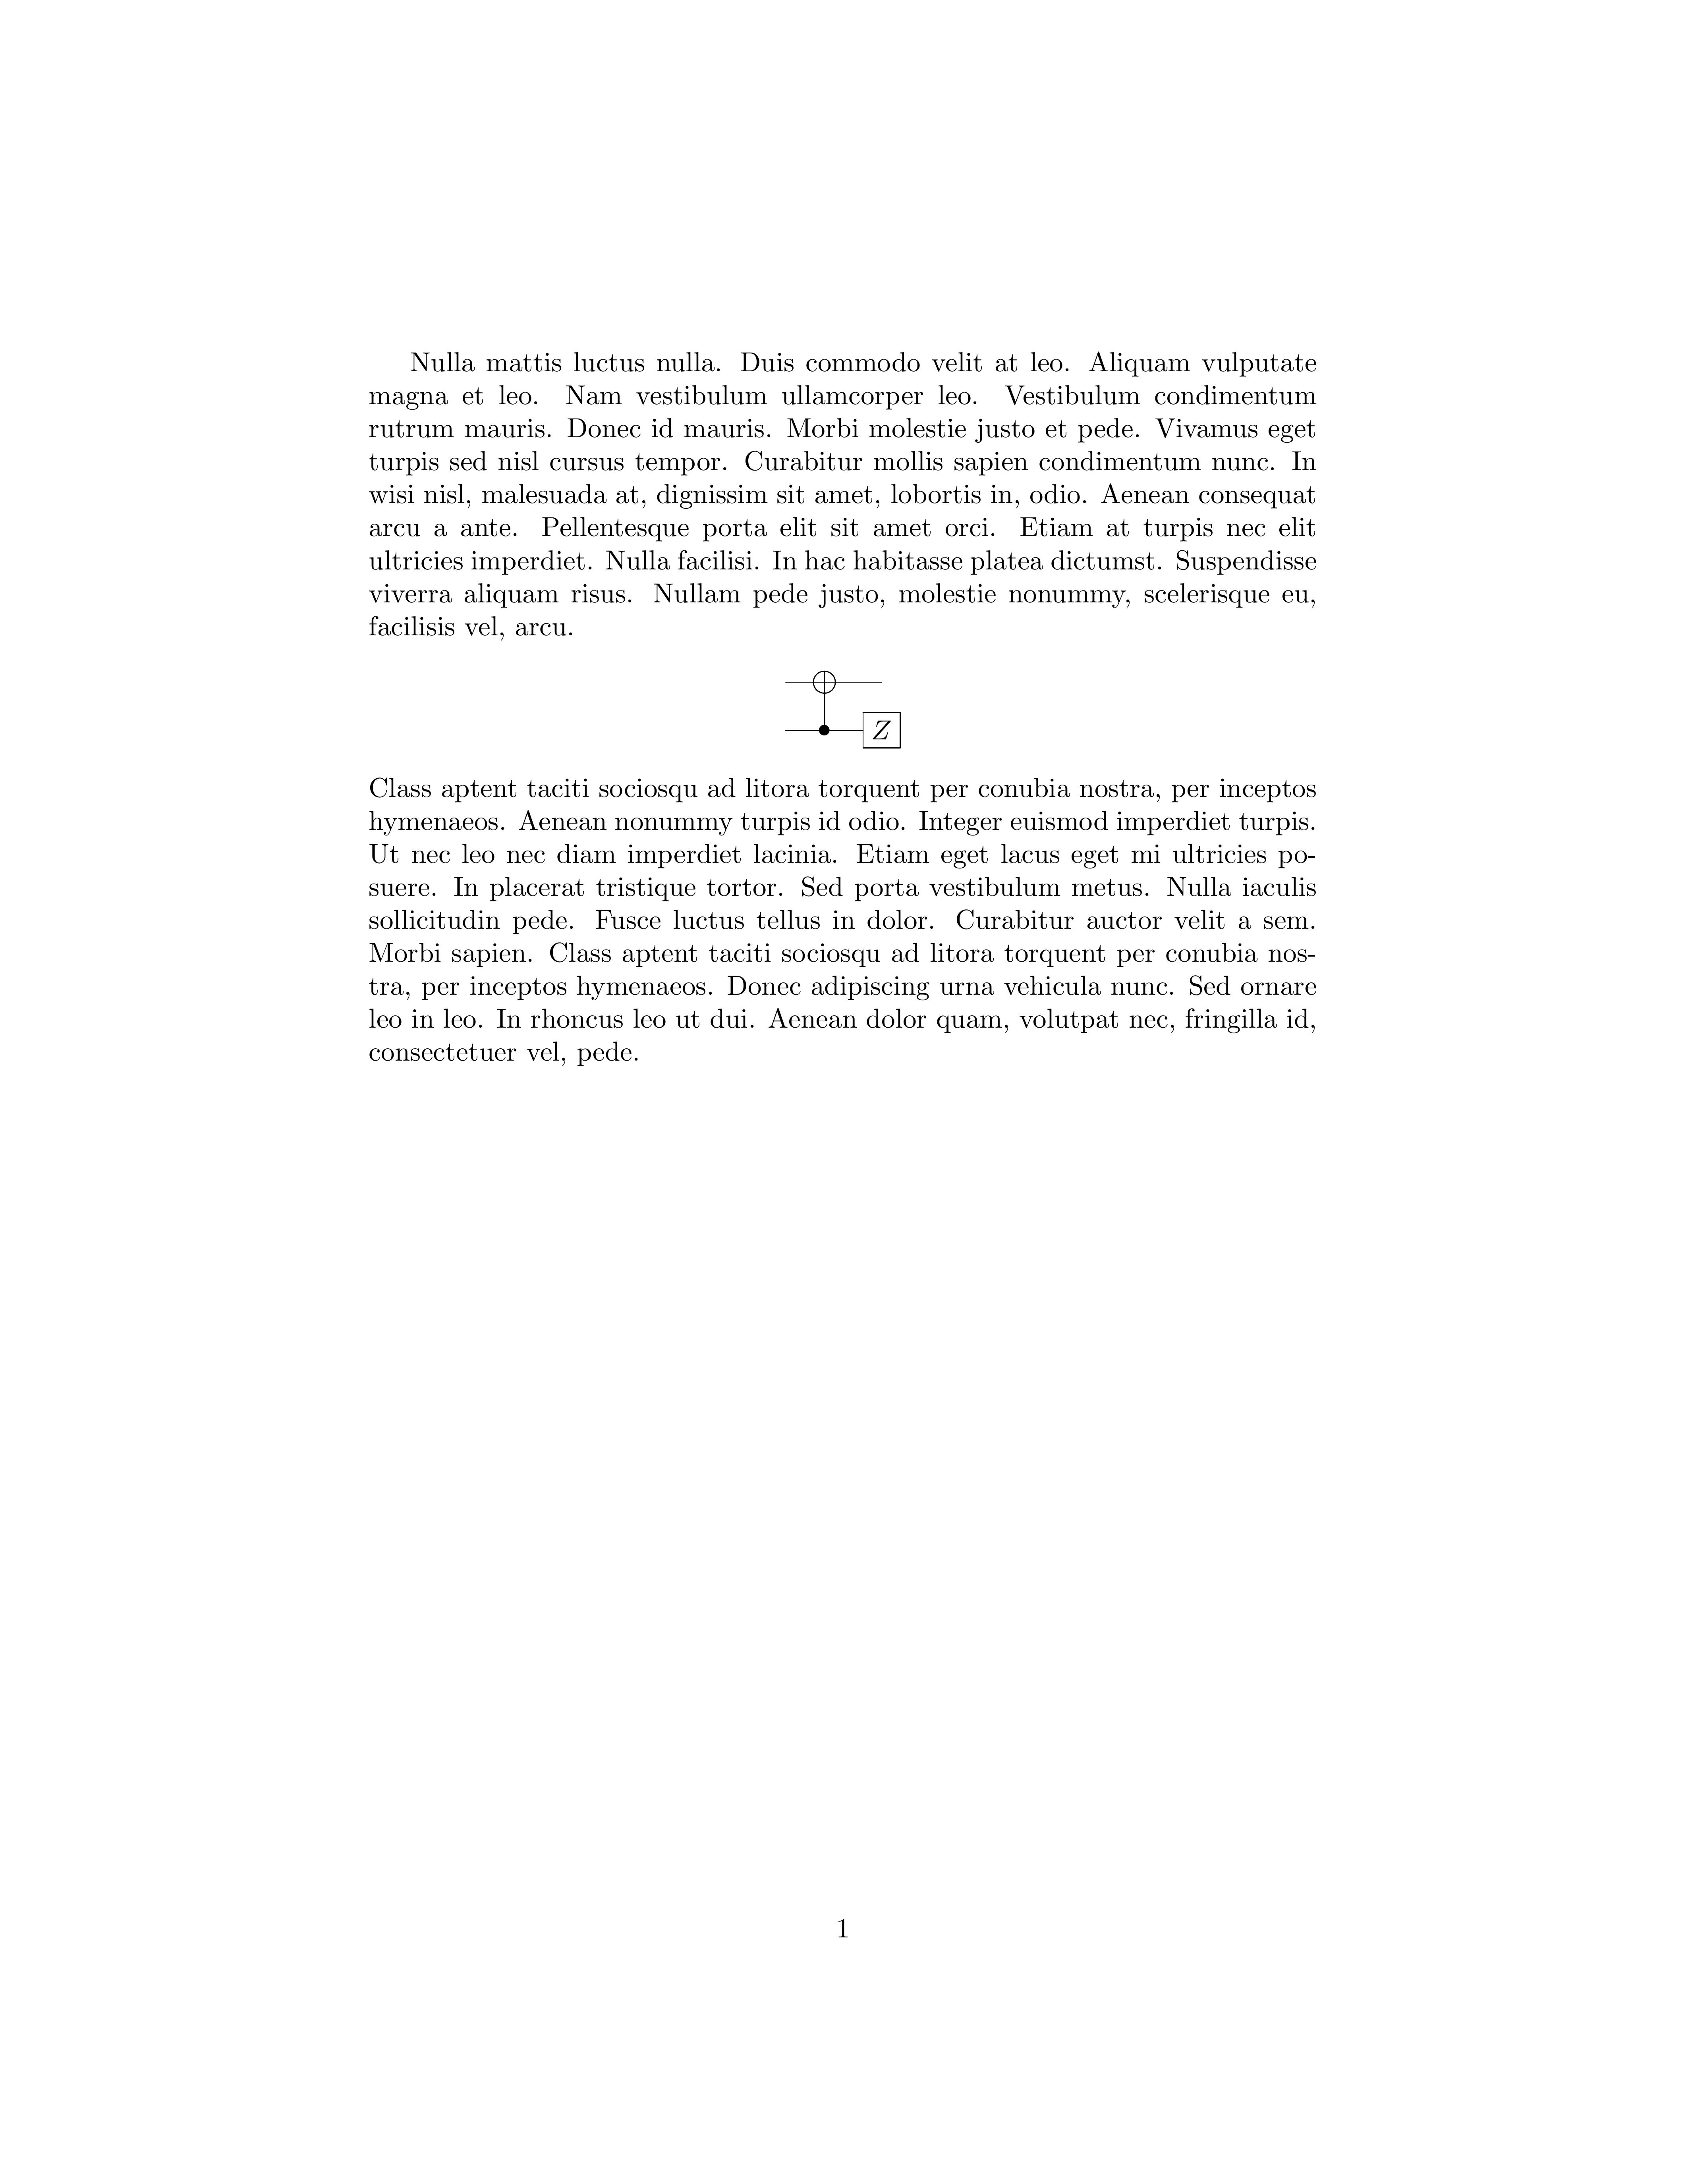 Nulla mattis luctus nulla. Duis commodo velit at leo. Aliquam vulputate
magna et leo. Nam vestibulum ullamcorper leo. Vestibulum condimentum
rutrum mauris. Donec id mauris. Morbi molestie justo et pede. Vivamus eget
turpis sed nisl cursus tempor. Curabitur mollis sapien condimentum nunc. In
wisi nisl, malesuada at, dignissim sit amet, lobortis in, odio. Aenean consequat
arcu a ante. Pellentesque porta elit sit amet orci. Etiam at turpis nec elit
ultricies imperdiet. Nulla facilisi. In hac habitasse platea dictumst. Suspendisse
viverra aliquam risus. Nullam pede justo, molestie nonummy, scelerisque eu,
facilisis vel, arcu.
Z
Class aptent taciti sociosqu ad litora torquent per conubia nostra, per inceptos
hymenaeos. Aenean nonummy turpis id odio. Integer euismod imperdiet turpis.
Ut nec leo nec diam imperdiet lacinia. Etiam eget lacus eget mi ultricies po-
suere. In placerat tristique tortor. Sed porta vestibulum metus. Nulla iaculis
sollicitudin pede. Fusce luctus tellus in dolor. Curabitur auctor velit a sem.
Morbi sapien. Class aptent taciti sociosqu ad litora torquent per conubia nos-
tra, per inceptos hymenaeos. Donec adipiscing urna vehicula nunc. Sed ornare
leo in leo. In rhoncus leo ut dui. Aenean dolor quam, volutpat nec, fringilla id,
consectetuer vel, pede.
1